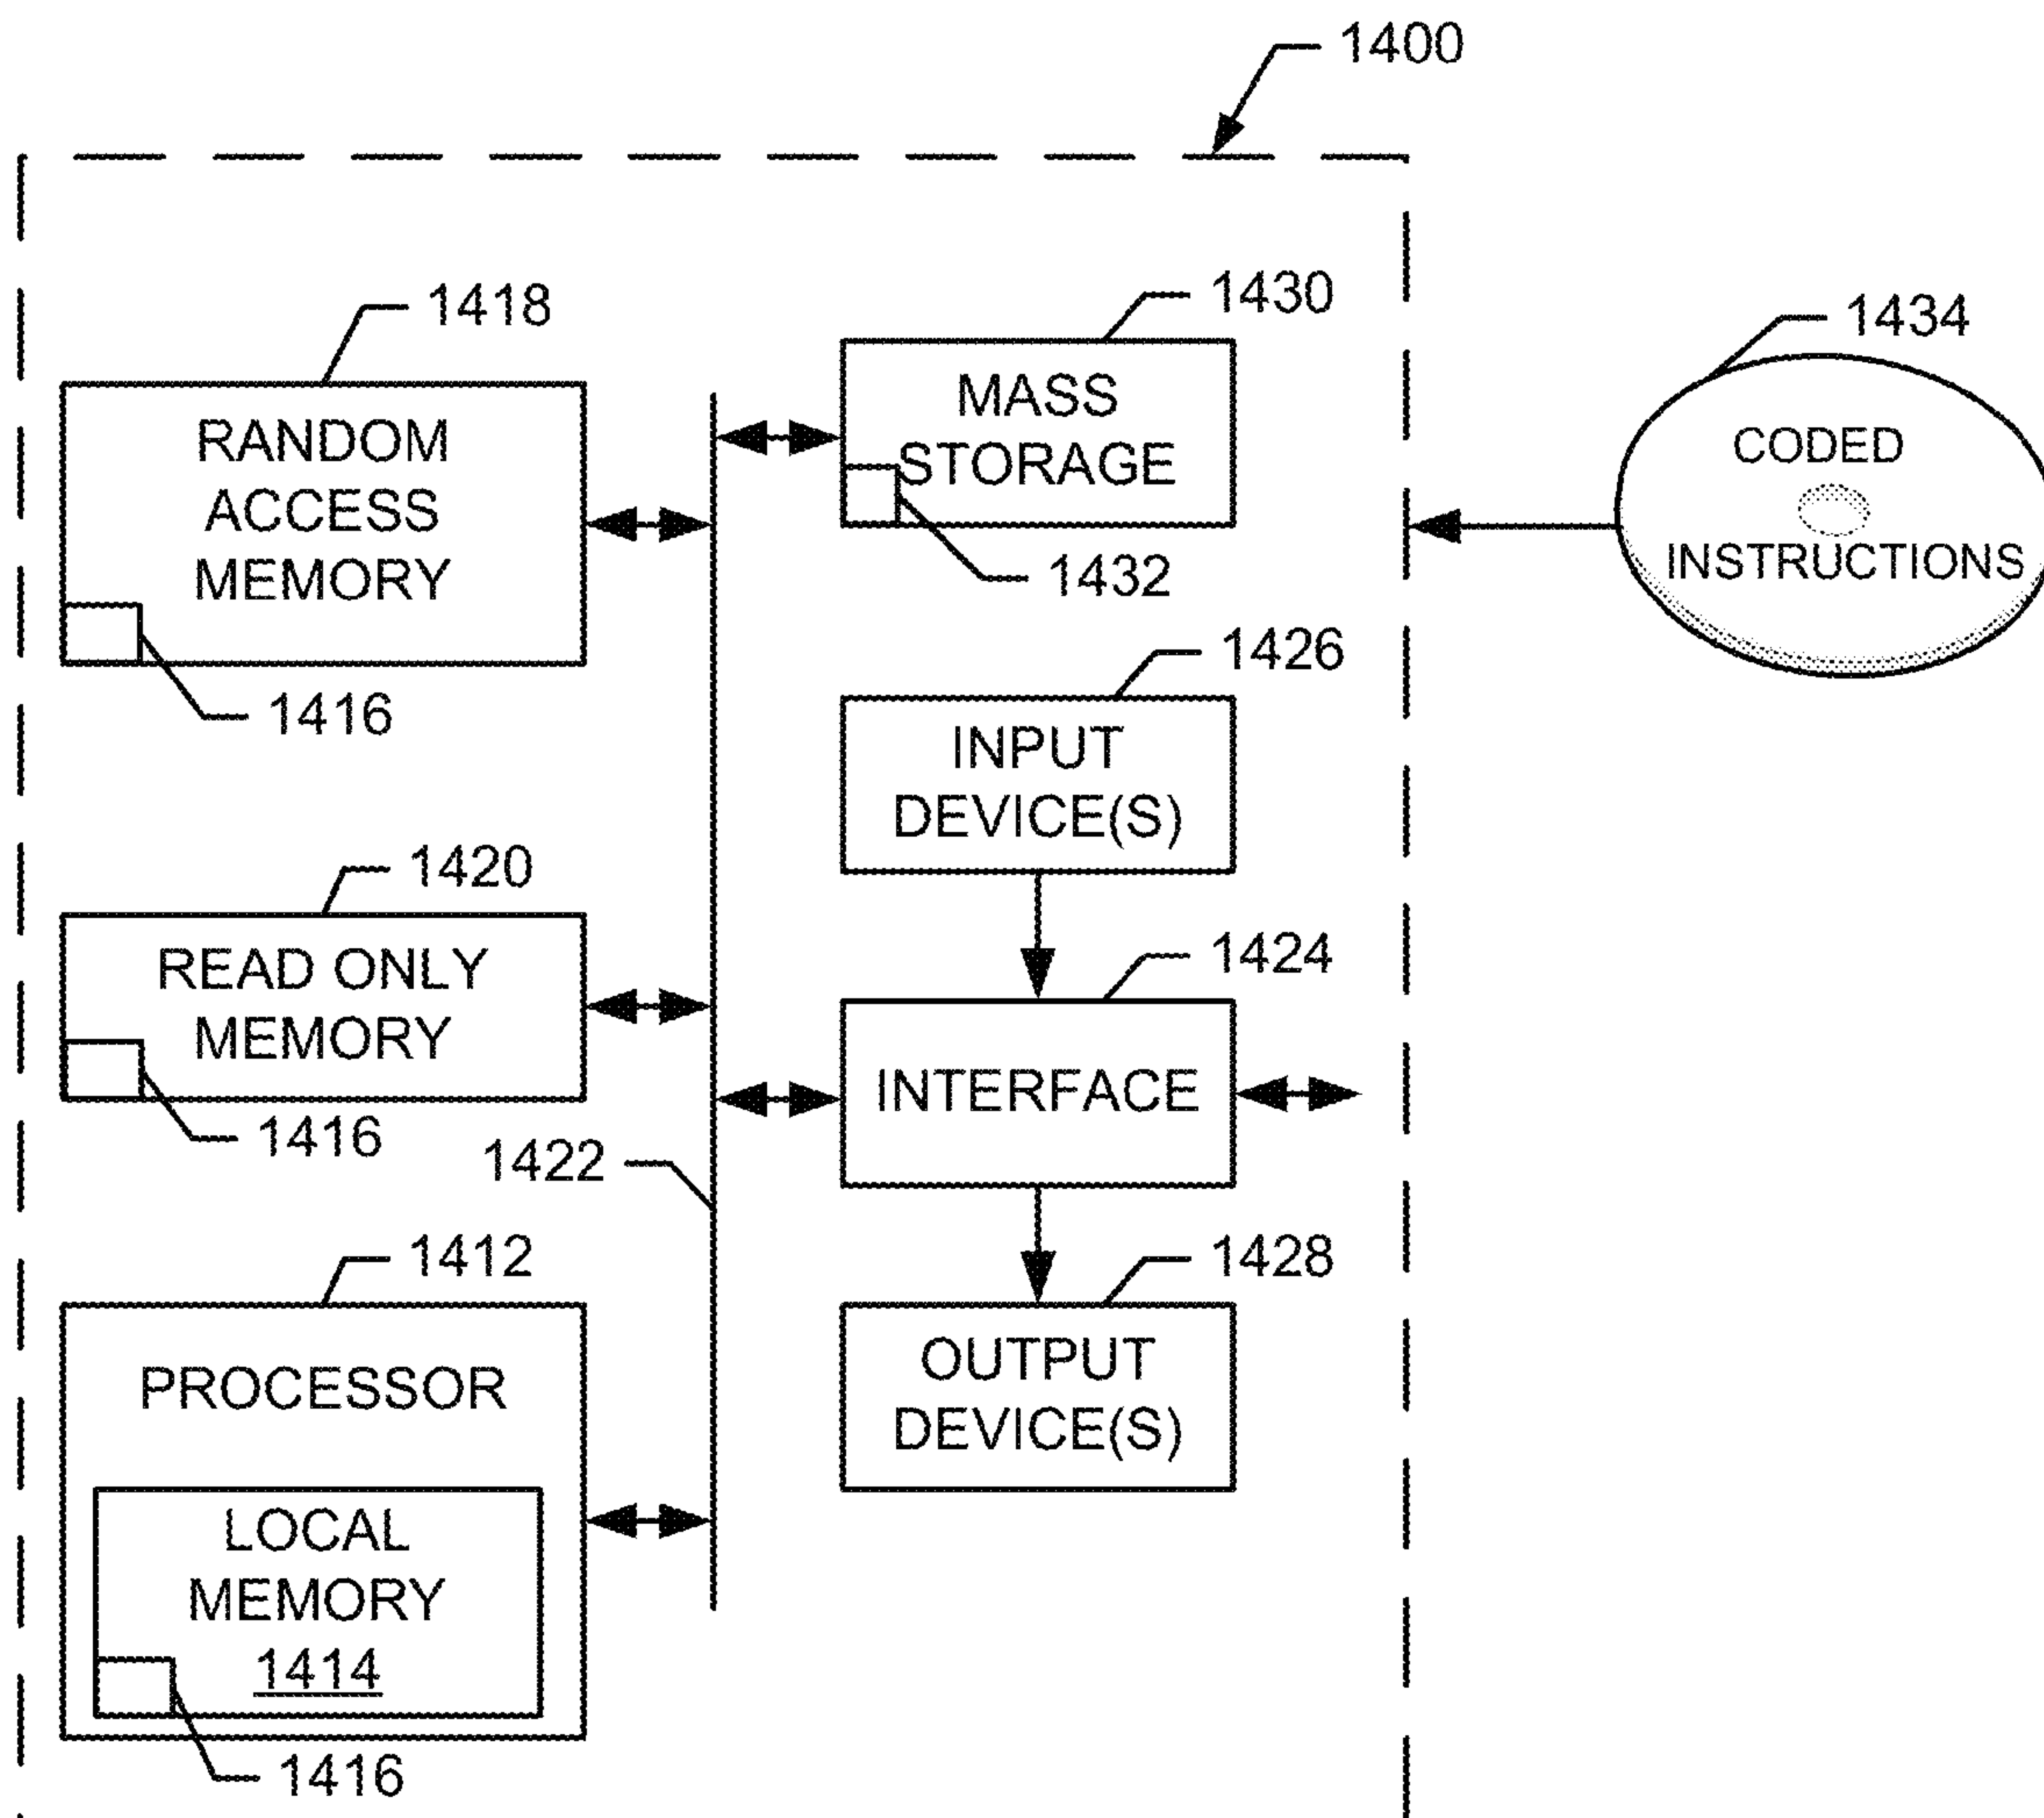 1400
1418
RANDOM
ACCESS
MEMORY
1416
1430
MASS
STORAGE
1432
1434
CODED
INSTRUCTIONS
1426
INPUT
DEVICE(S)
1420
READ ONLY
MEMORY
1416
1422
1424
INTERFACE
1412
PROCESSOR
LOCAL
MEMORY
1414
1416
1428
OUTPUT
DEVICE(S)